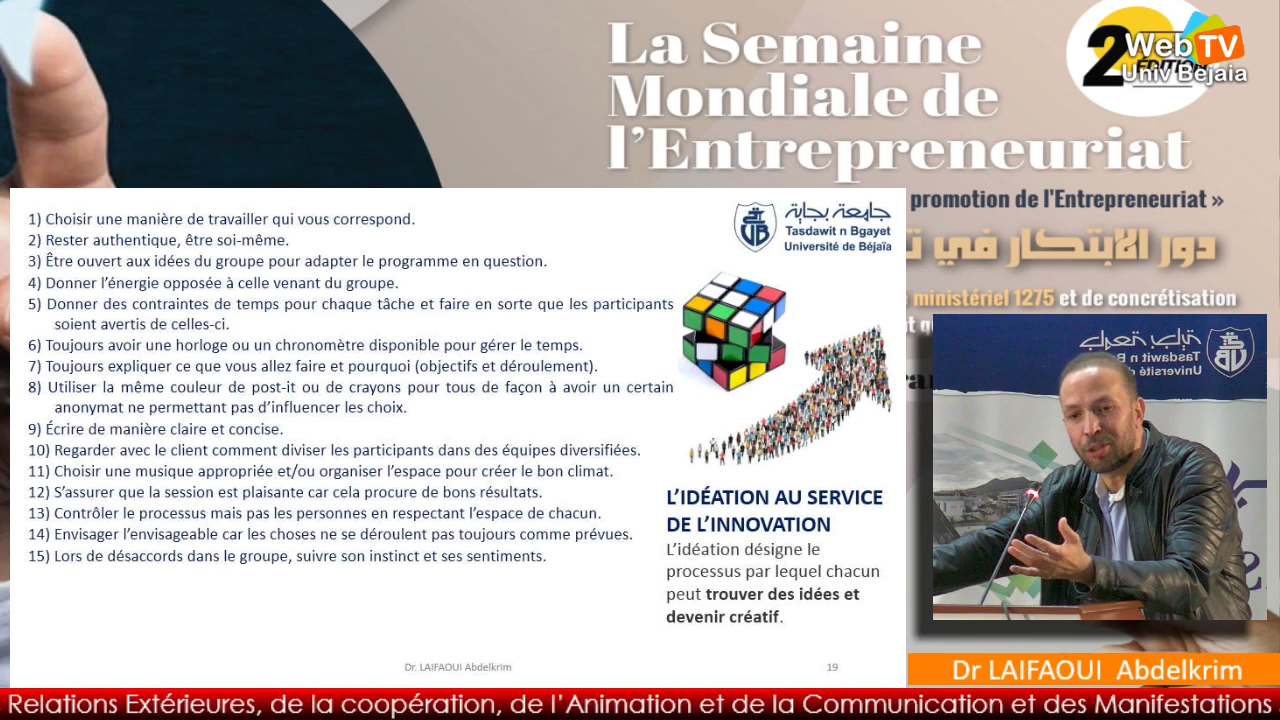 La Semaine
Mondiale de
l'Entrepreneuriat
2
EDITION
Web TV
Univ Bejaia
promotion de l'Entrepreneuriat »
دور الابتكار في
ministériel 1275 et de concrétisation
1) Choisir une manière de travailler qui vous correspond.
2) Rester authentique, être soi-même.
3) Être ouvert aux idées du groupe pour adapter le programme en question.
4) Donner l'énergie opposée à celle venant du groupe.
5) Donner des contraintes de temps pour chaque tâche et faire en sorte que les participants
soient avertis de celles-ci.
6) Toujours avoir une horloge ou un chronomètre disponible pour gérer le temps.
7) Toujours expliquer ce que vous allez faire et pourquoi (objectifs et déroulement).
8) Utiliser la même couleur de post-it ou de crayons pour tous de façon à avoir un certain
anonymat ne permettant pas d'influencer les choix.
9) Écrire de manière claire et concise.
10) Regarder avec le client comment diviser les participants dans des équipes diversifiées.
11) Choisir une musique appropriée et/ou organiser l'espace pour créer le bon climat.
12) S'assurer que la session est plaisante car cela procure de bons résultats.
13) Contrôler le processus mais pas les personnes en respectant l'espace de chacun.
14) Envisager l'envisageable car les choses ne se déroulent pas toujours comme prévues.
15) Lors de désaccords dans le groupe, suivre son instinct et ses sentiments.
جامعة بجاية
Tasdawit n Bgayet
Université de Béjaïa
L'IDÉATION AU SERVICE
DE L'INNOVATION
L'idéation désigne le
processus par lequel chacun
peut trouver des idées et
devenir créatif.
Dr. LAIFAOUI Abdelkrim
19
Tasdawit n
Université
Dr LAIFAOUI Abdelkrim
Relations Extérieures, de la coopération, de l'Animation et de la Communication et des Manifestations